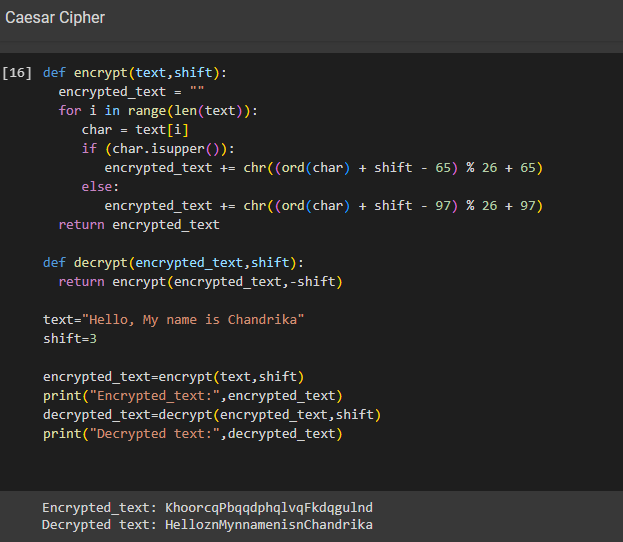 Caesar Cipher
[16] def encrypt(text,shift):
encrypted_text = ""
for i in range(len(text)):
char = text[i]
if (char.isupper()):
encrypted_text += chr((ord(char) + shift - 65) % 26 + 65)
else:
encrypted_text += chr((ord(char) + shift - 97) % 26 + 97)
return encrypted_text
def decrypt(encrypted_text,shift):
return encrypt(encrypted_text,-shift)
text="Hello, My name is Chandrika"
shift=3
encrypted_text=encrypt(text,shift)
print("Encrypted_text:",encrypted_text)
decrypted_text=decrypt(encrypted_text,shift)
print("Decrypted text:",decrypted_text)
Encrypted_text: KhoorcqPbqqdphqlvqFkdqgulnd
Decrypted text: HelloznMynnamenisnChandrika